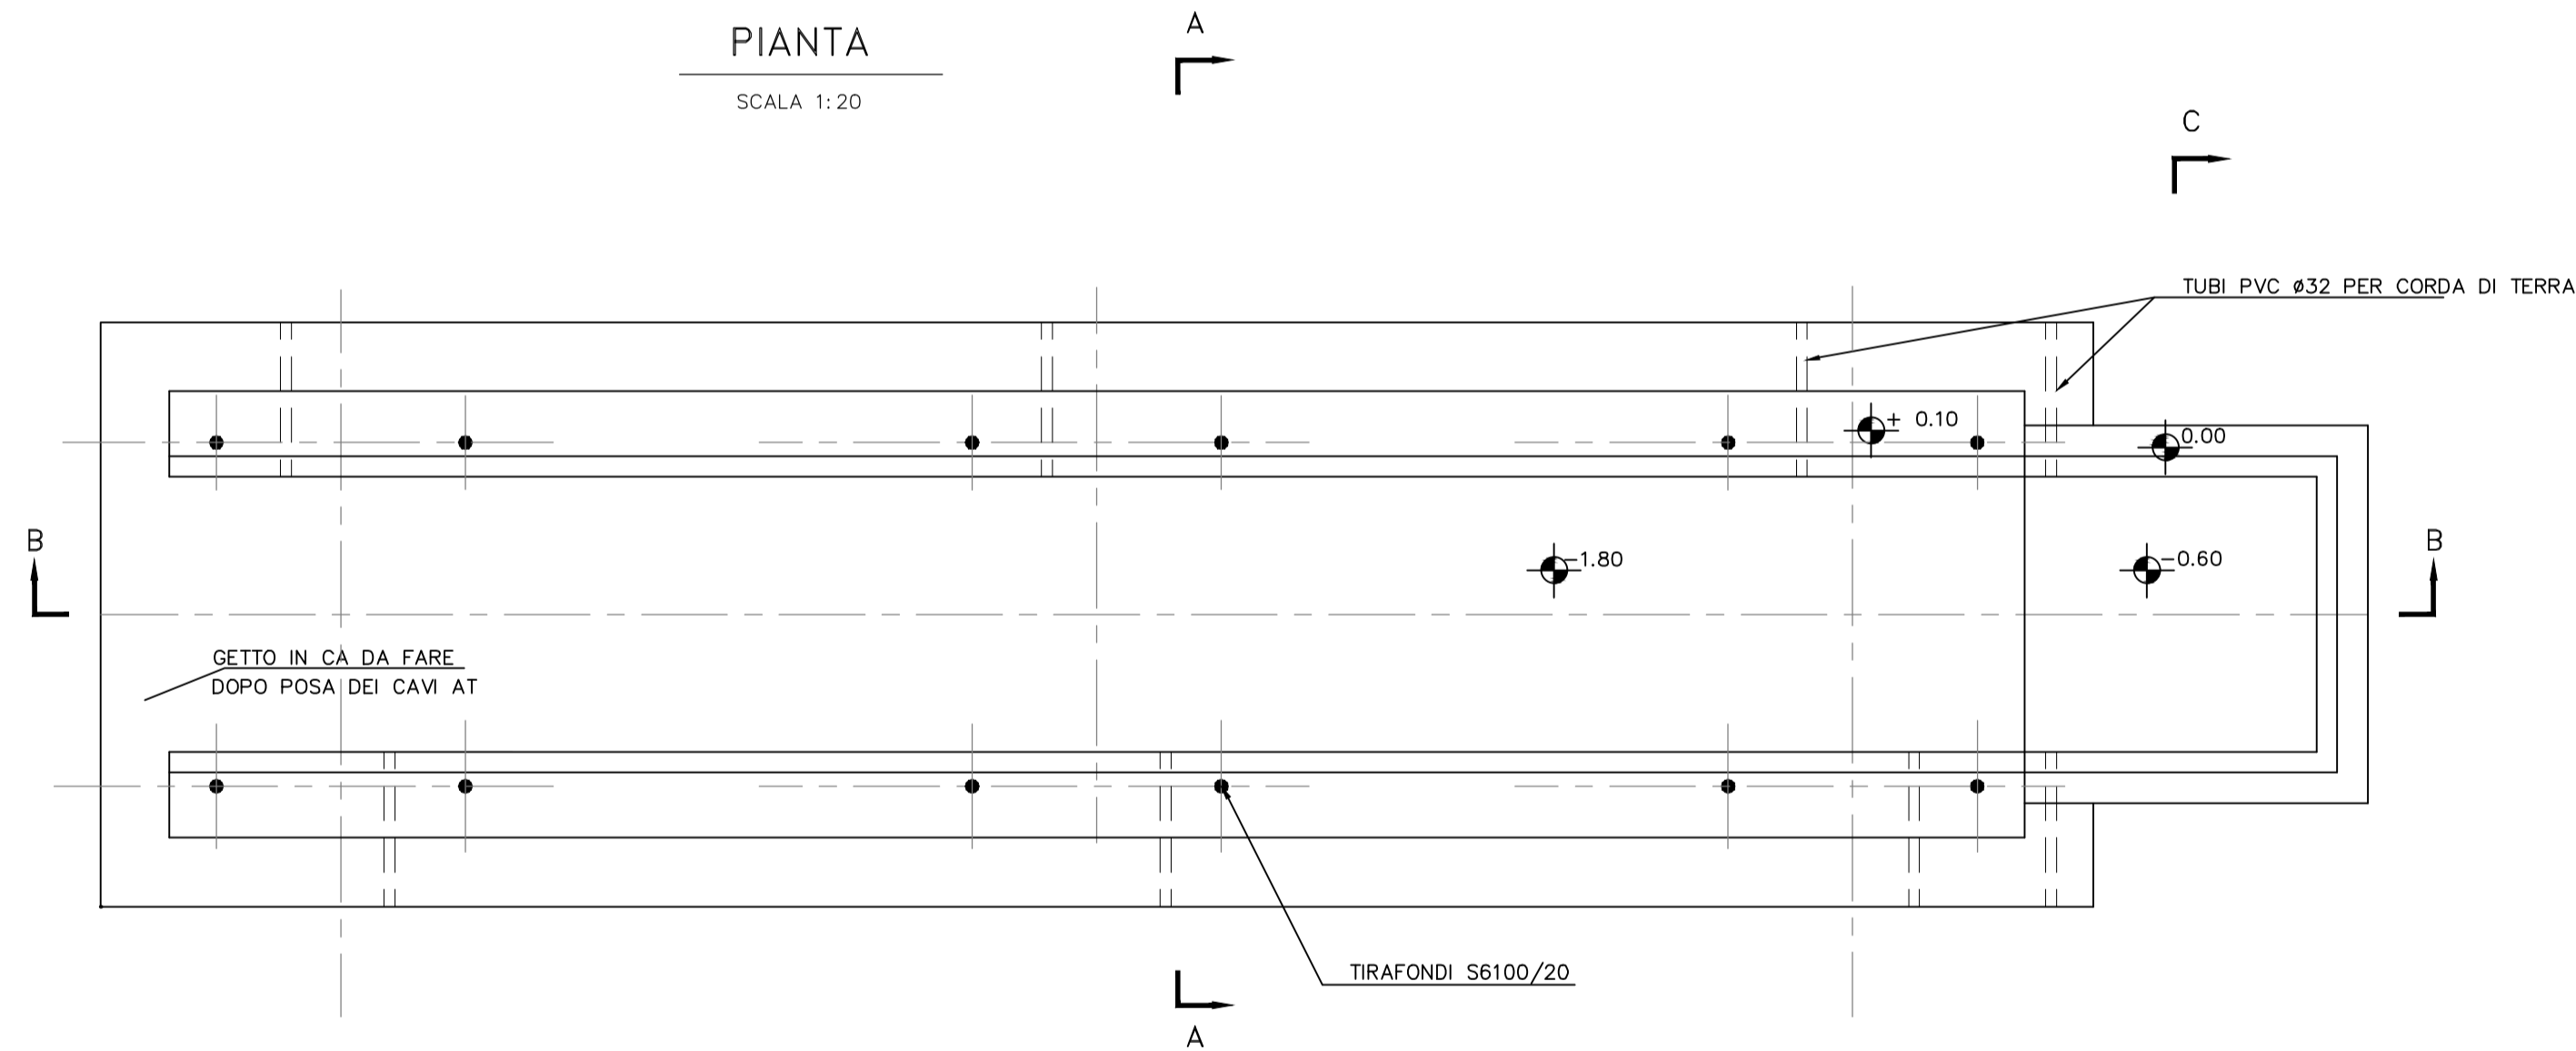 PIANTA
SCALA 1:20
A
C
TUBI PVC ø32 PER CORDA DI TERRA
+ 0.10
0.00
B
-1.80
-0.60
B
GETTO IN CA DA FARE
DOPO POSA DEI CAVI AT
TIRAFONDI S6100/20
A